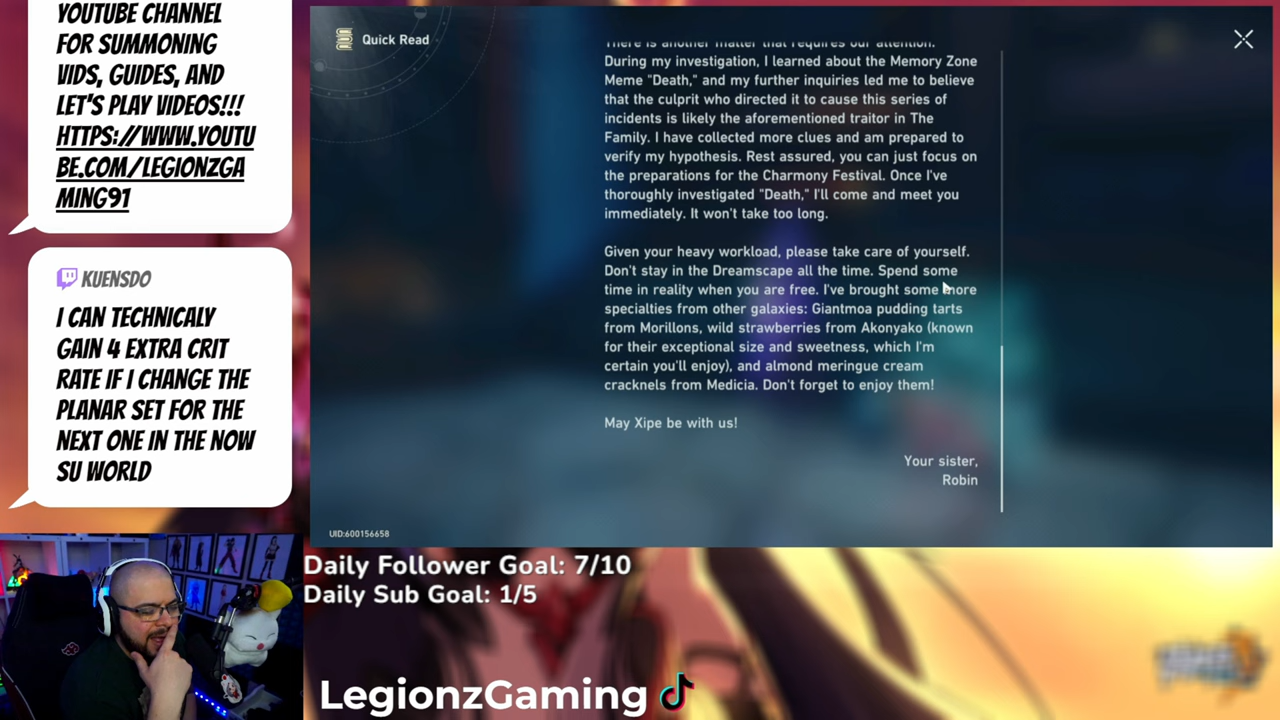 YOUTUBE CHANNEL
FOR SUMMONING
VIDS, GUIDES, AND
LET'S PLAY VIDEOS!!!
HTTPS://WWW.YOUTU
BE.COM/LEGIONZGA
MING91
KUENSDO
I CAN TECHNICALY
GAIN 4 EXTRA CRIT
RATE IF I CHANGE THE
PLANAR SET FOR THE
NEXT ONE IN THE NOW
SU WORLD
Quick Read
There is another matter that requires our attention.
During my investigation, I learned about the Memory Zone
Meme "Death," and my further inquiries led me to believe
that the culprit who directed it to cause this series of
incidents is likely the aforementioned traitor in The
Family. I have collected more clues and am prepared to
verify my hypothesis. Rest assured, you can just focus on
the preparations for the Charmony Festival. Once I've
thoroughly investigated "Death," I'll come and meet you
immediately. It won't take too long.
Given your heavy workload, please take care of yourself.
Don't stay in the Dreamscape all the time. Spend some
time in reality when you are free. I've brought some more
specialties from other galaxies: Giantmoa pudding tarts
from Morillons, wild strawberries from Akonyako (known
for their exceptional size and sweetness, which I'm
certain you'll enjoy), and almond meringue cream
cracknels from Medicia. Don't forget to enjoy them!
May Xipe be with us!
Your sister,
Robin
UID:600156658
Daily Follower Goal: 7/10
Daily Sub Goal: 1/5
LegionzGaming